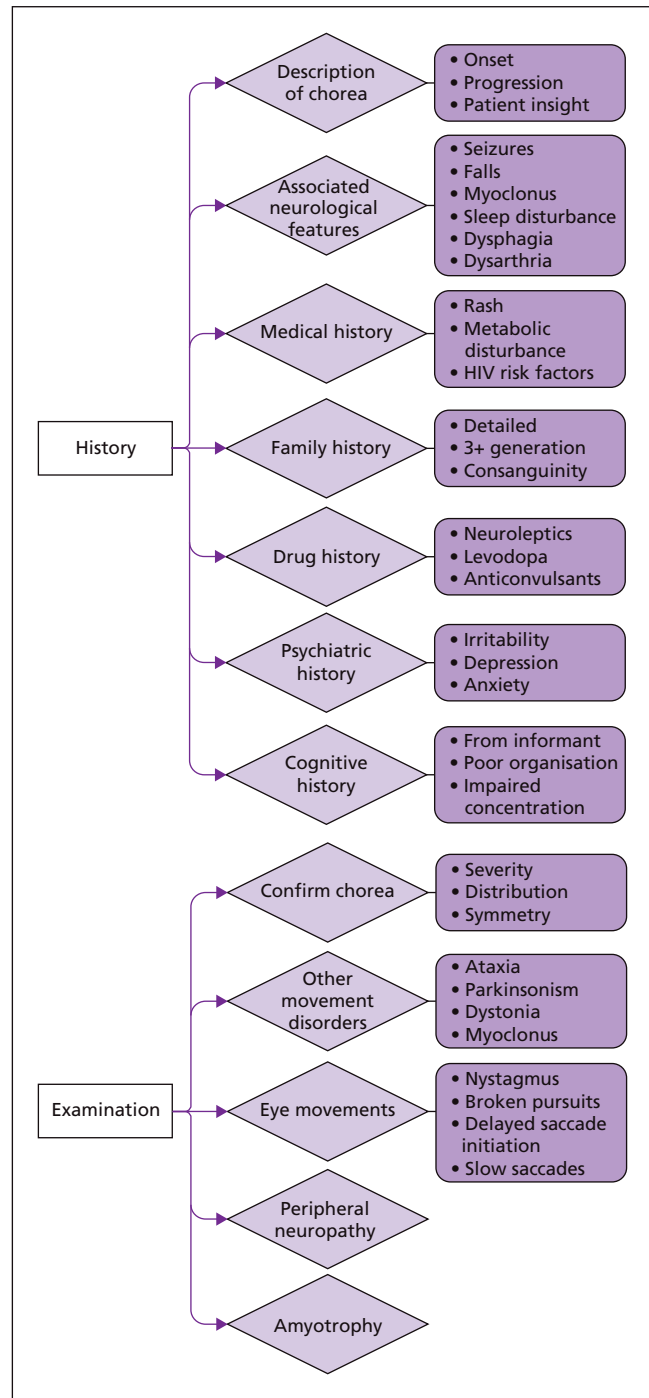 Description
of chorea
• Onset
• Progression
• Patient insight
Associated
neurological
features
• Seizures
• Falls
• Myoclonus
• Sleep disturbance
• Dysphagia
• Dysarthria
Medical history
• Rash
• Metabolic
disturbance
• HIV risk factors
History
Family history
• Detailed
• 3+ generation
• Consanguinity
Drug history
• Neuroleptics
• Levodopa
• Anticonvulsants
Psychiatric
history
• Irritability
• Depression
• Anxiety
Cognitive
history
• From informant
• Poor organisation
• Impaired
concentration
Confirm chorea
• Severity
• Distribution
• Symmetry
Other
movement
disorders
• Ataxia
• Parkinsonism
• Dystonia
• Myoclonus
Examination
Eye movements
• Nystagmus
• Broken pursuits
• Delayed saccade
initiation
• Slow saccades
Peripheral
neuropathy
Amyotrophy